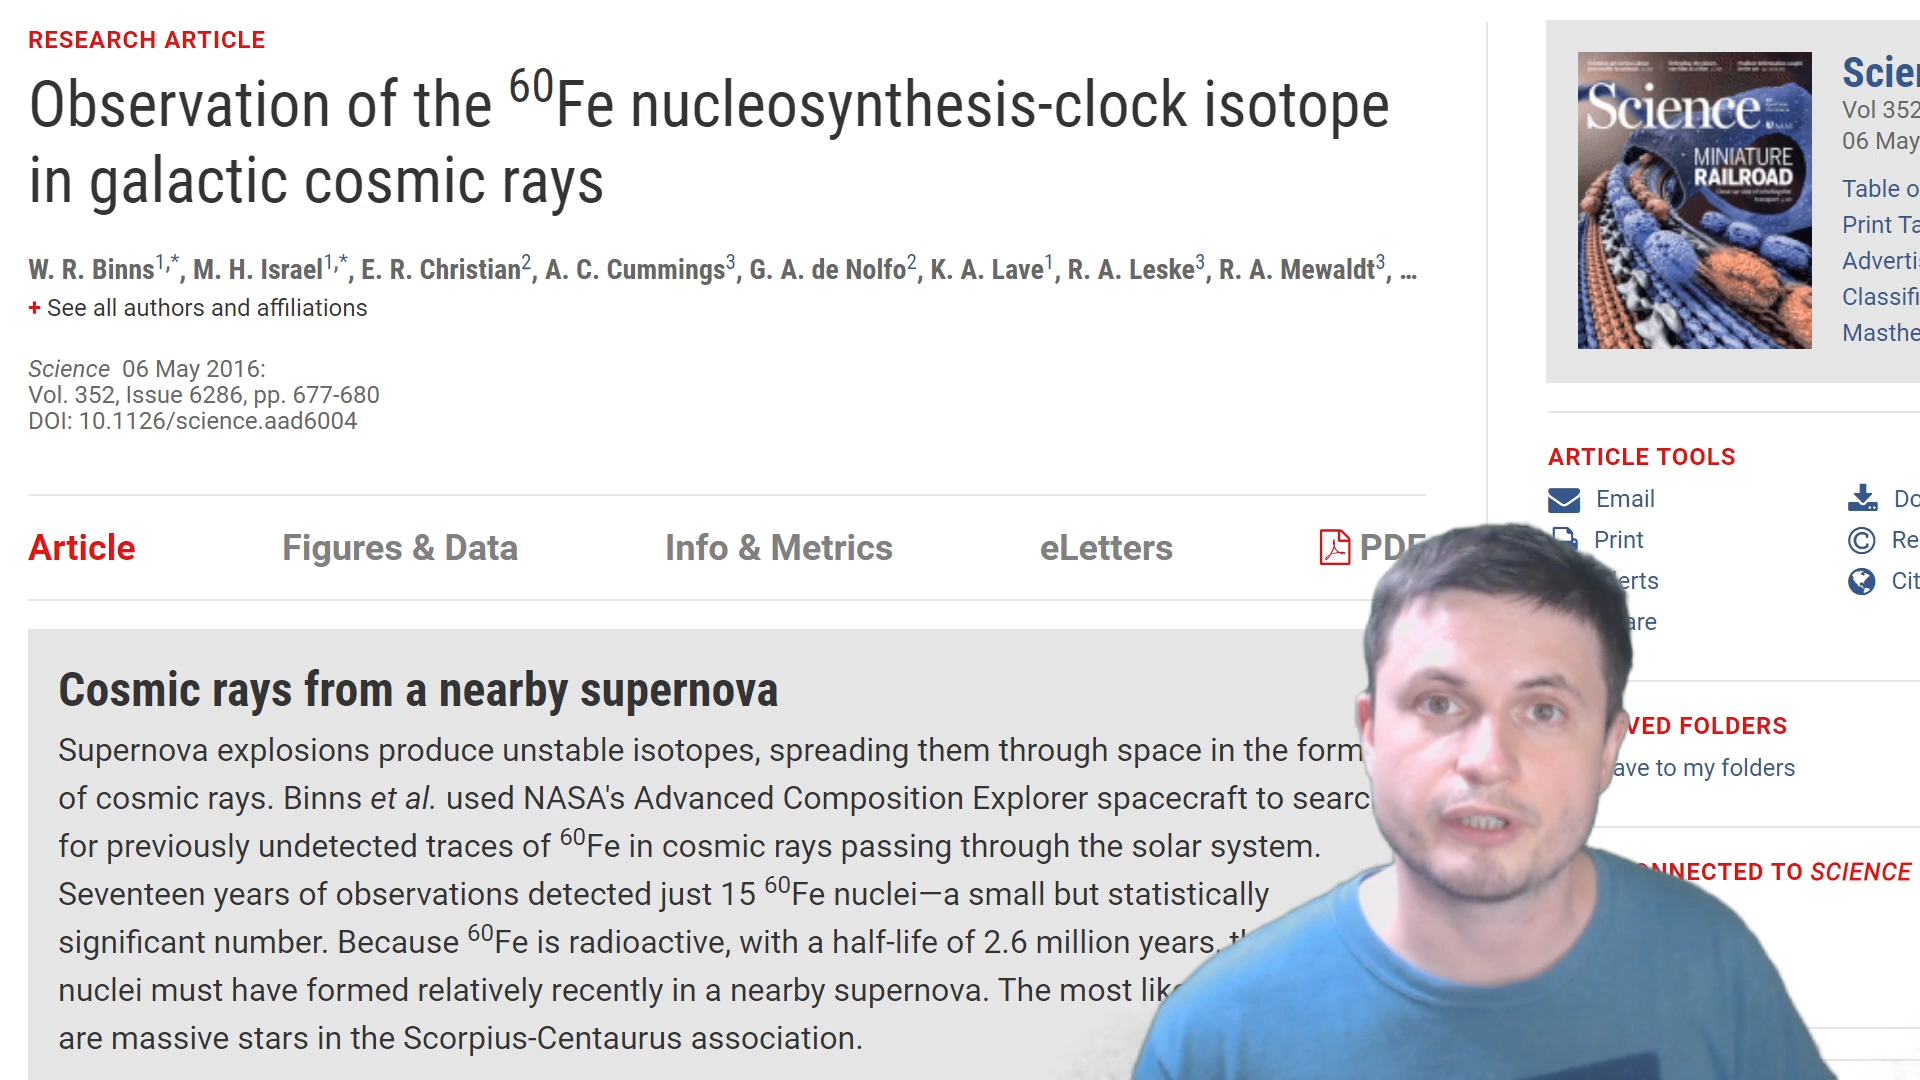 RESEARCH ARTICLE
Observation of the ⁶⁰Fe nucleosynthesis-clock isotope
in galactic cosmic rays
W. R. Binns¹,*, M. H. Israel¹,*, E. R. Christian², A. C. Cummings³, G. A. de Nolfo², K. A. Lave¹, R. A. Leske³, R. A. Mewaldt³, …
+ See all authors and affiliations
Science 06 May 2016:
Vol. 352, Issue 6286, pp. 677-680
DOI: 10.1126/science.aad6004
Article Figures & Data Info & Metrics eLetters PDF
Cosmic rays from a nearby supernova
Supernova explosions produce unstable isotopes, spreading them through space in the form
of cosmic rays. Binns et al. used NASA's Advanced Composition Explorer spacecraft to searc
for previously undetected traces of ⁶⁰Fe in cosmic rays passing through the solar system.
Seventeen years of observations detected just 15 ⁶⁰Fe nuclei—a small but statistically
significant number. Because ⁶⁰Fe is radioactive, with a half-life of 2.6 million years,
nuclei must have formed relatively recently in a nearby supernova. The most lik
are massive stars in the Scorpius-Centaurus association.
Science
MINIATURE
RAILROAD
Scie
Vol 352
06 May
Table o
Print Ta
Adverti
Classifi
Masthe
ARTICLE TOOLS
Email Do
Print Re
erts Cit
are
VED FOLDERS
ave to my folders
NNECTED TO SCIENCE